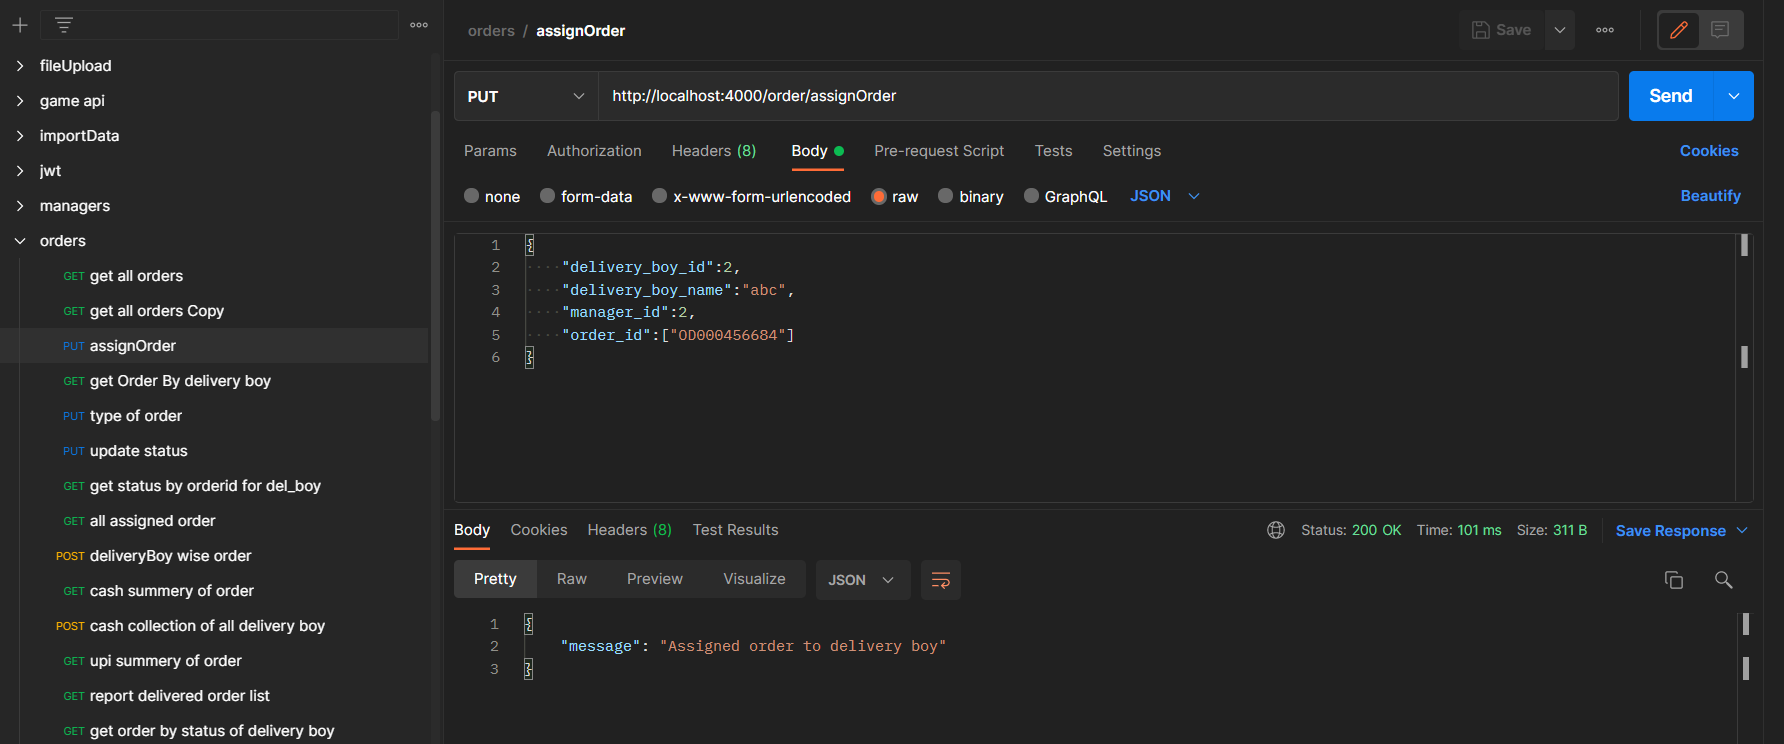 fileUpload
game api
importData
jwt
managers
orders
GET get all orders
GET get all orders Copy
PUT assignOrder
GET get Order By delivery boy
PUT type of order
PUT update status
GET get status by orderid for del_boy
GET all assigned order
POST deliveryBoy wise order
GET cash summery of order
POST cash collection of all delivery boy
GET upi summery of order
GET report delivered order list
GET get order by status of delivery boy
orders / assignOrder
Save
PUT http://localhost:4000/order/assignOrder Send
Params Authorization Headers (8) Body Pre-request Script Tests Settings Cookies
none form-data x-www-form-urlencoded raw binary GraphQL JSON Beautify
1 {
2 "delivery_boy_id":2,
3 "delivery_boy_name":"abc",
4 "manager_id":2,
5 "order_id":["OD000456684"]
6 }
Body Cookies Headers (8) Test Results Status: 200 OK Time: 101 ms Size: 311 B Save Response
Pretty Raw Preview Visualize JSON
1 {
2 "message": "Assigned order to delivery boy"
3 }